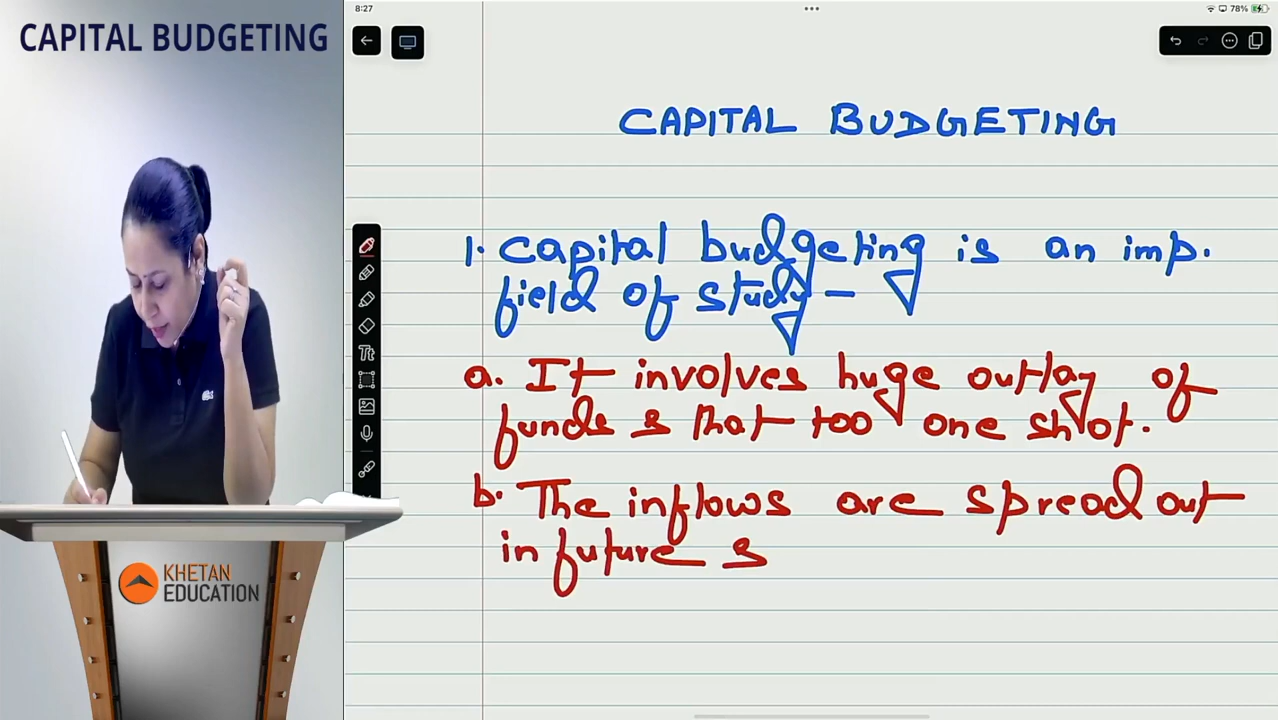 CAPITAL BUDGETING
8:27
78%
CAPITAL BUDGETING
1. Capital budgeting is an imp.
field of study –
a. It involves huge outlay of
funds & that too one shot.
b. The inflows are spread out
in future &
Tt
KHETAN
EDUCATION